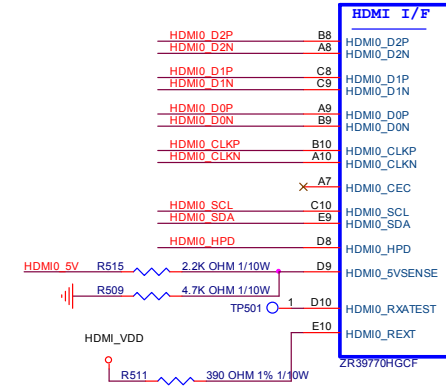 HDMI I/F
HDMI0_D2P B8 HDMI0_D2P
HDMI0_D2N A8 HDMI0_D2N
HDMI0_D1P C8 HDMI0_D1P
HDMI0_D1N C9 HDMI0_D1N
HDMI0_D0P A9 HDMI0_D0P
HDMI0_D0N B9 HDMI0_D0N
HDMI0_CLKP B10 HDMI0_CLKP
HDMI0_CLKN A10 HDMI0_CLKN
A7 HDMI0_CEC
HDMI0_SCL C10 HDMI0_SCL
HDMI0_SDA E9 HDMI0_SDA
HDMI0_HPD D8 HDMI0_HPD
HDMI0_5V R515 2.2K OHM 1/10W D9 HDMI0_5VSENSE
R509 4.7K OHM 1/10W
TP501 1 D10 HDMI0_RXATEST
E10 HDMI0_REXT
HDMI_VDD
ZR39770HGCF
R511 390 OHM 1% 1/10W